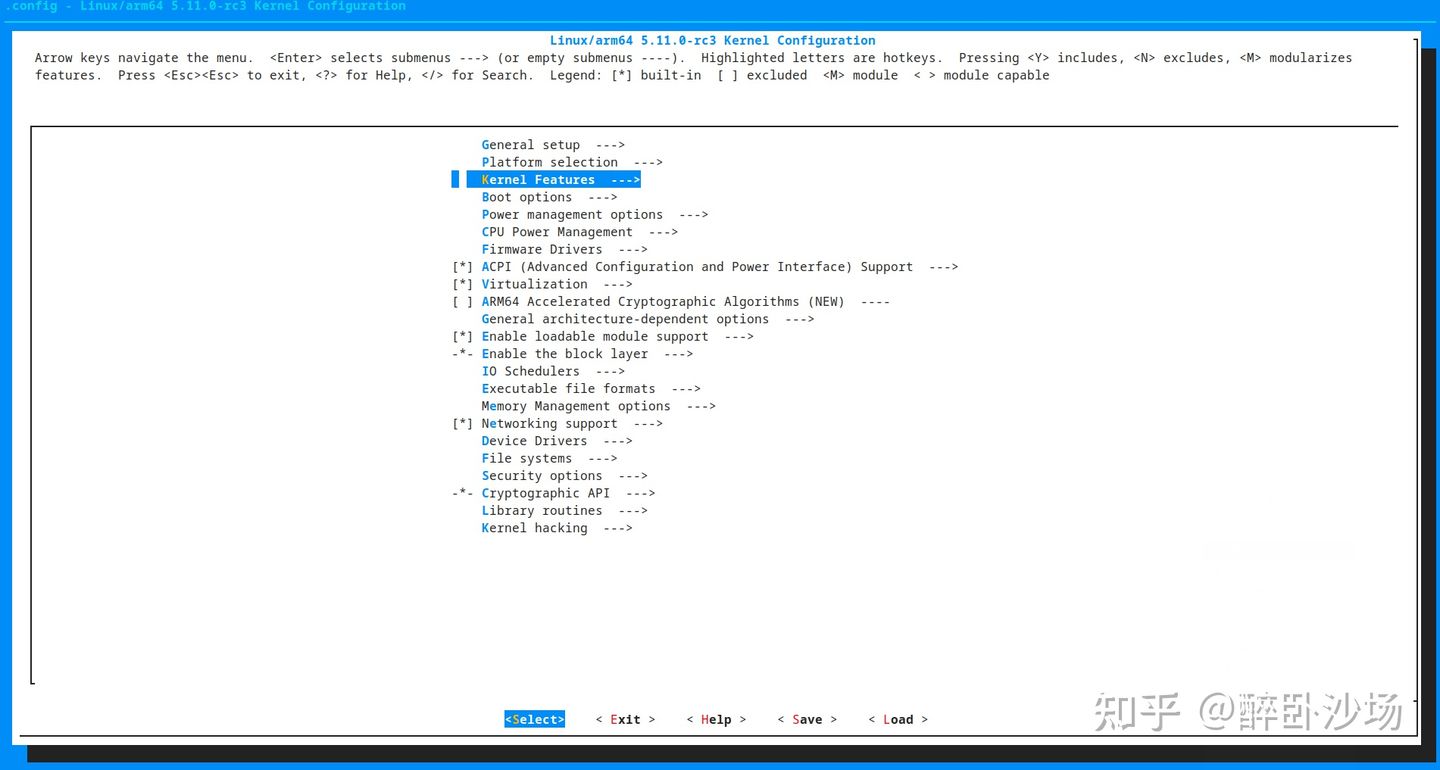 .config - Linux/arm64 5.11.0-rc3 Kernel Configuration
Linux/arm64 5.11.0-rc3 Kernel Configuration
Arrow keys navigate the menu.  <Enter> selects submenus ---> (or empty submenus ----).  Highlighted letters are hotkeys.  Pressing <Y> includes, <N> excludes, <M> modularizes
features.  Press <Esc><Esc> to exit, <?> for Help, </> for Search.  Legend: [*] built-in  [ ] excluded  <M> module  < > module capable
General setup  --->
Platform selection  --->
Kernel Features  --->
Boot options  --->
Power management options  --->
CPU Power Management  --->
Firmware Drivers  --->
[*] ACPI (Advanced Configuration and Power Interface) Support  --->
[*] Virtualization  --->
[ ] ARM64 Accelerated Cryptographic Algorithms (NEW)  ----
General architecture-dependent options  --->
[*] Enable loadable module support  --->
-*- Enable the block layer  --->
IO Schedulers  --->
Executable file formats  --->
Memory Management options  --->
[*] Networking support  --->
Device Drivers  --->
File systems  --->
Security options  --->
-*- Cryptographic API  --->
Library routines  --->
Kernel hacking  --->
<Select>    < Exit >    < Help >    < Save >    < Load >
知乎 @醉卧沙场